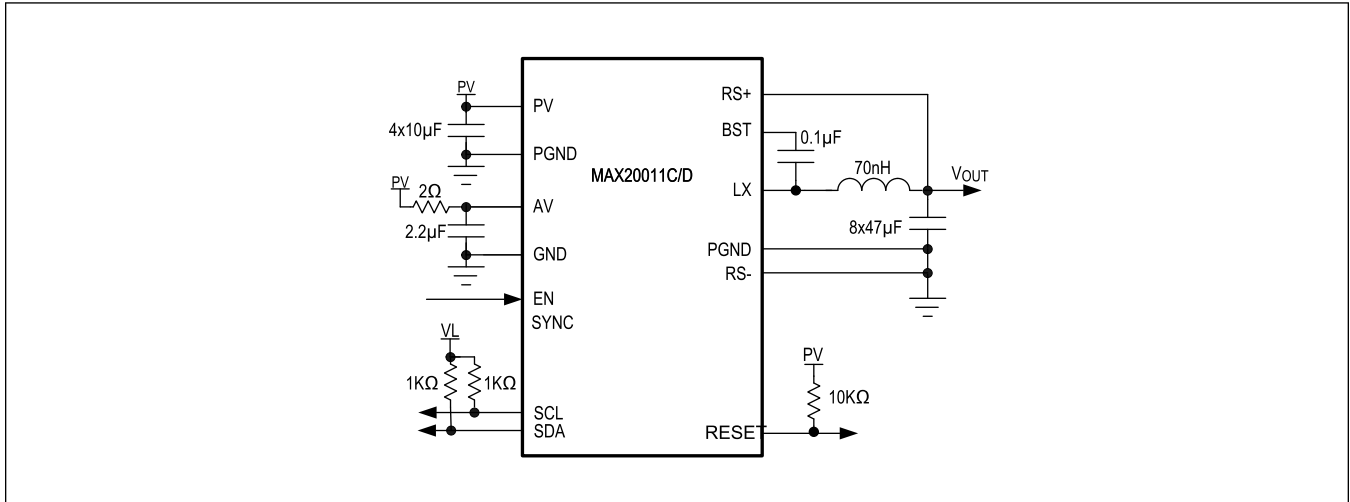 PV
PV
4x10µF
PGND
PV
2Ω
AV
2.2µF
GND
EN
SYNC
VL
1KΩ
1KΩ
SCL
SDA
MAX20011C/D
RS+
BST
0.1µF
70nH
LX
VOUT
8x47µF
PGND
RS-
PV
10KΩ
RESET